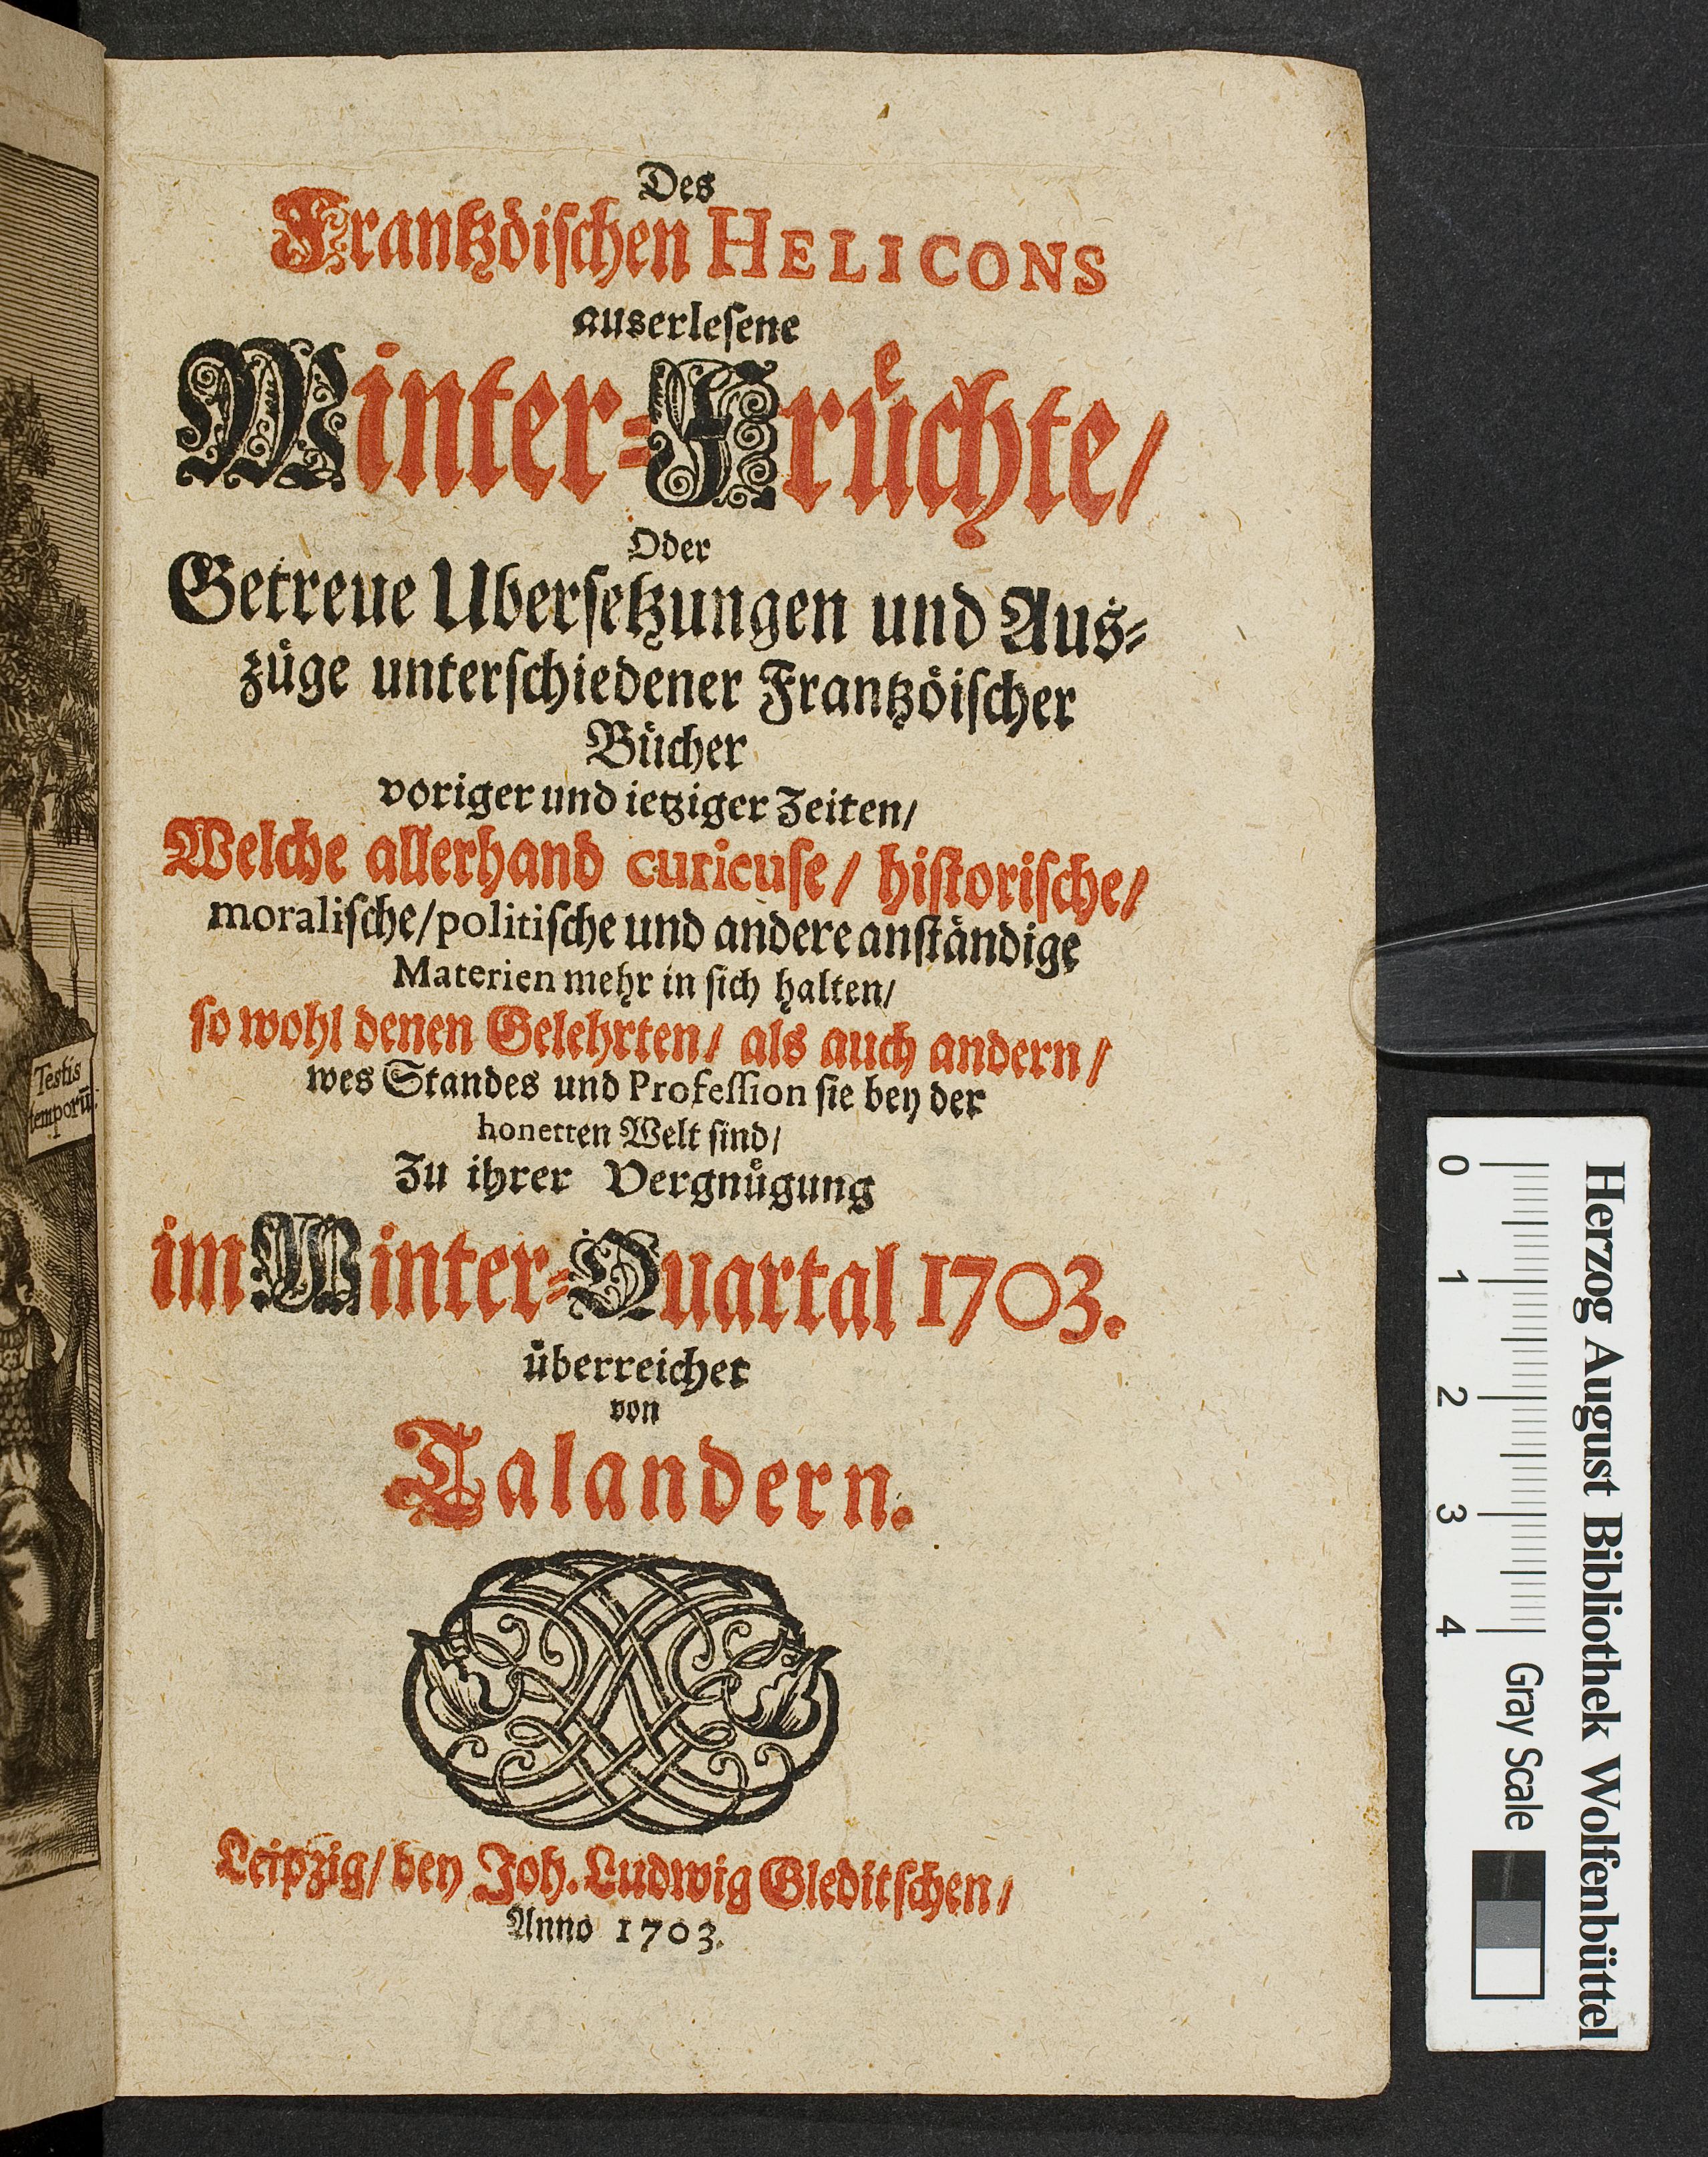 Des
Frantzöischen HELICONS
auserlesene
Winter-Früchte/
Oder
Getreue Ubersetzungen und Aus-
züge unterschiedener Frantzöischer
Bücher
voriger und ietziger Zeiten/
Welche allerhand curieuse/ historische/
moralische/politische und andere anständige
Materien mehr in sich halten/
so wohl denen Gelehrten/ als auch andern/
wes Standes und Profession sie bey der
honetten Welt sind/
Zu ihrer Vergnügung
im Winter-Quartal 1703.
überreichet
von
Talandern.
Leipzig/ bey Joh. Ludwig Gleditschen/
Anno 1703.
Testis
temporū.
Herzog August Bibliothek Wolfenbüttel
0 1 2 3 4 Gray Scale